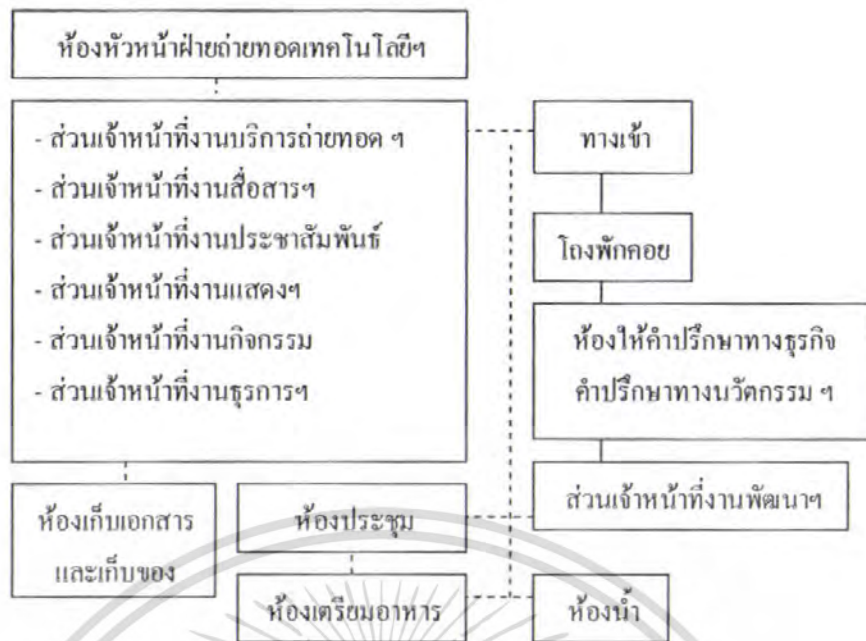 ห้องหัวหน้าฝ่ายถ่ายทอดเทคโนโลยีฯ
- ส่วนเจ้าหน้าที่งานบริการถ่ายทอด ฯ
- ส่วนเจ้าหน้าที่งานสื่อสารฯ
- ส่วนเจ้าหน้าที่งานประชาสัมพันธ์
- ส่วนเจ้าหน้าที่งานแสดงฯ
- ส่วนเจ้าหน้าที่งานกิจกรรม
- ส่วนเจ้าหน้าที่งานธุรการฯ
ทางเข้า
โถงพักคอย
ห้องให้คำปรึกษาทางธุรกิจ
คำปรึกษาทางนวัตกรรม ฯ
ส่วนเจ้าหน้าที่งานพัฒนาฯ
ห้องเก็บเอกสาร
และเก็บของ
ห้องประชุม
ห้องเตรียมอาหาร
ห้องน้ำ